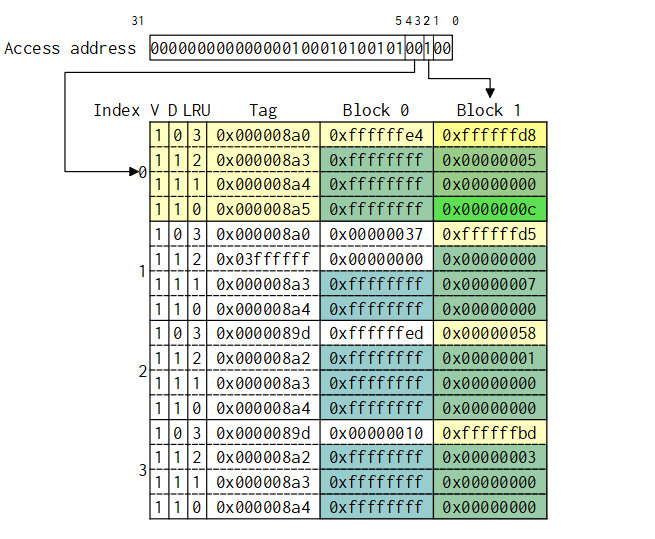 31 5 4 3 2 1 0
Access address 00000000000000010001010010100100
Index V D LRU Tag Block 0 Block 1
0
1 0 3 0x000008a0 0xffffffe4 0xffffffd8
1 1 2 0x000008a3 0xffffffff 0x00000005
1 1 1 0x000008a4 0xffffffff 0x00000000
1 1 0 0x000008a5 0xffffffff 0x0000000c
1
1 0 3 0x000008a0 0x00000037 0xffffffd5
1 1 2 0x03ffffff 0x00000000 0x00000000
1 1 1 0x000008a3 0xffffffff 0x00000007
1 1 0 0x000008a4 0xffffffff 0x00000000
2
1 0 3 0x0000089d 0xffffffed 0x00000058
1 1 2 0x000008a2 0xffffffff 0x00000001
1 1 1 0x000008a3 0xffffffff 0x00000000
1 1 0 0x000008a4 0xffffffff 0x00000000
3
1 0 3 0x0000089d 0x00000010 0xffffffbd
1 1 2 0x000008a2 0xffffffff 0x00000003
1 1 1 0x000008a3 0xffffffff 0x00000000
1 1 0 0x000008a4 0xffffffff 0x00000000